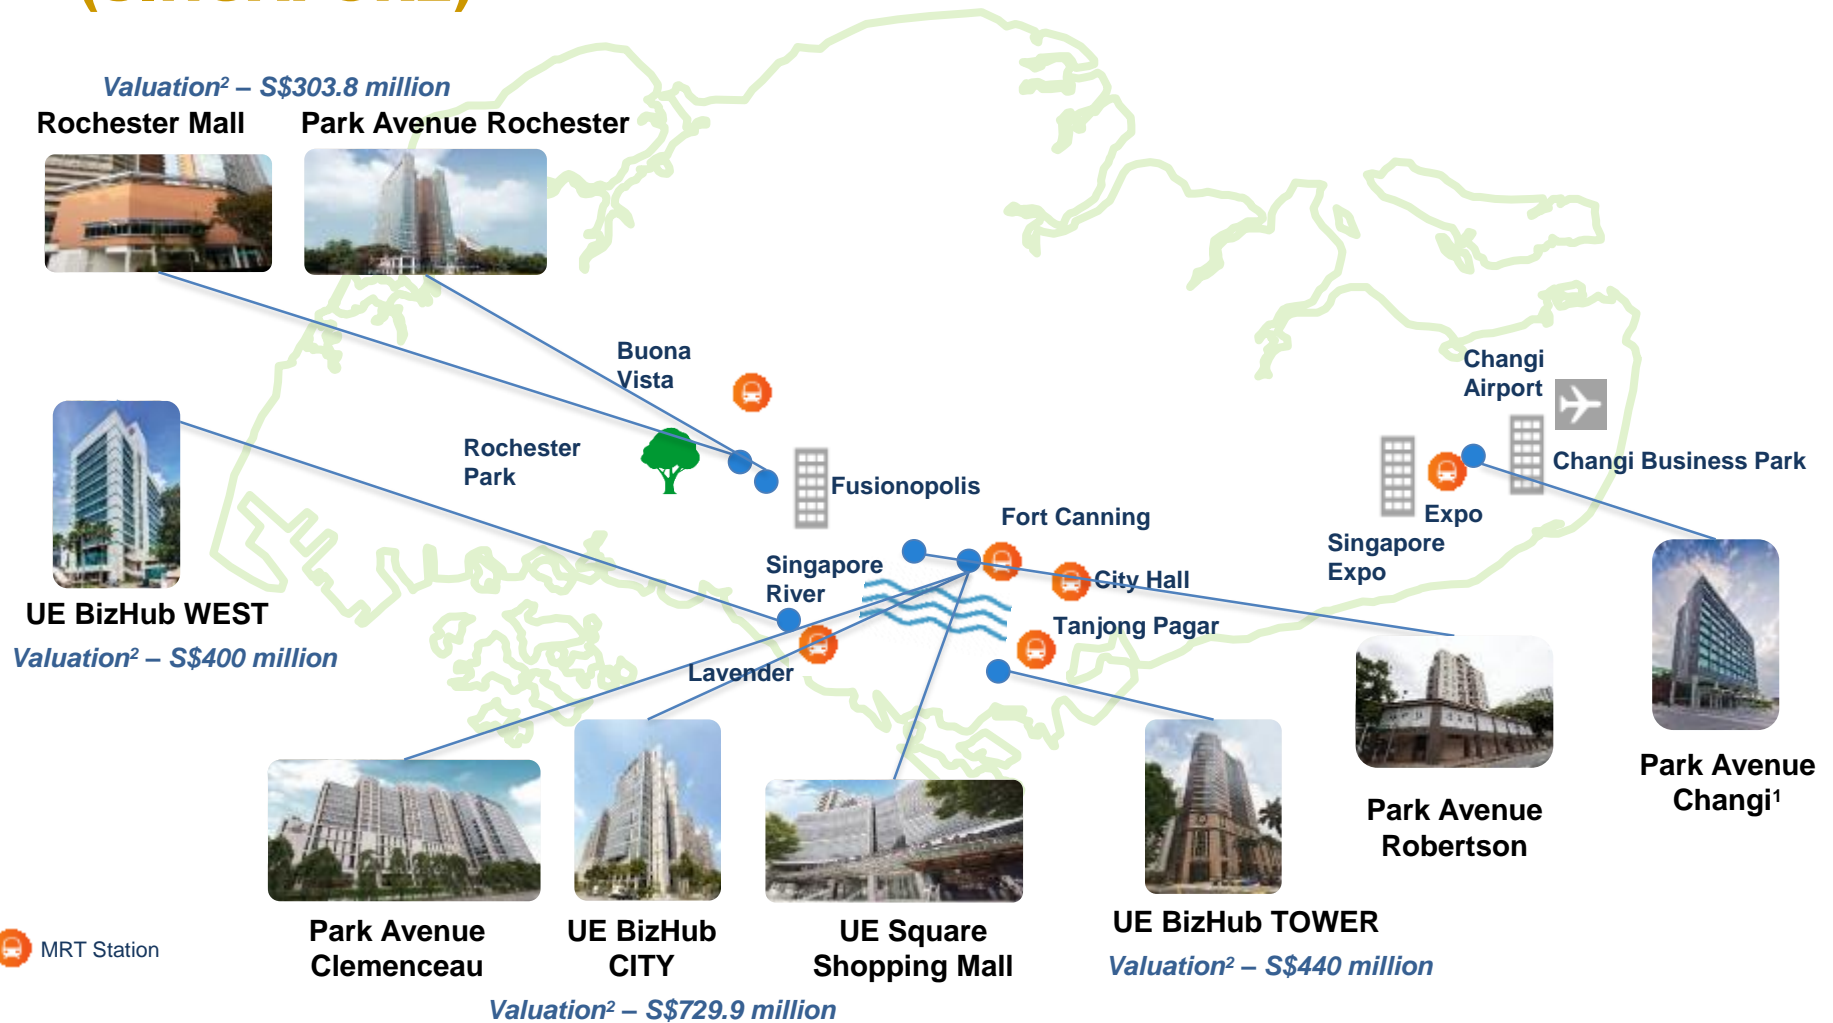 (SINGAPORE)
Valuation² – S$303.8 million
Rochester Mall
Park Avenue Rochester
Buona
Vista
Changi
Airport
Rochester
Park
Changi Business Park
Fusionopolis
Fort Canning
Expo
Singapore
Expo
Singapore
River
City Hall
UE BizHub WEST
Valuation² – S$400 million
Tanjong Pagar
Lavender
Park Avenue
Changi¹
Park Avenue
Robertson
Park Avenue
Clemenceau
UE BizHub
CITY
UE Square
Shopping Mall
UE BizHub TOWER
Valuation² – S$440 million
MRT Station
Valuation² – S$729.9 million